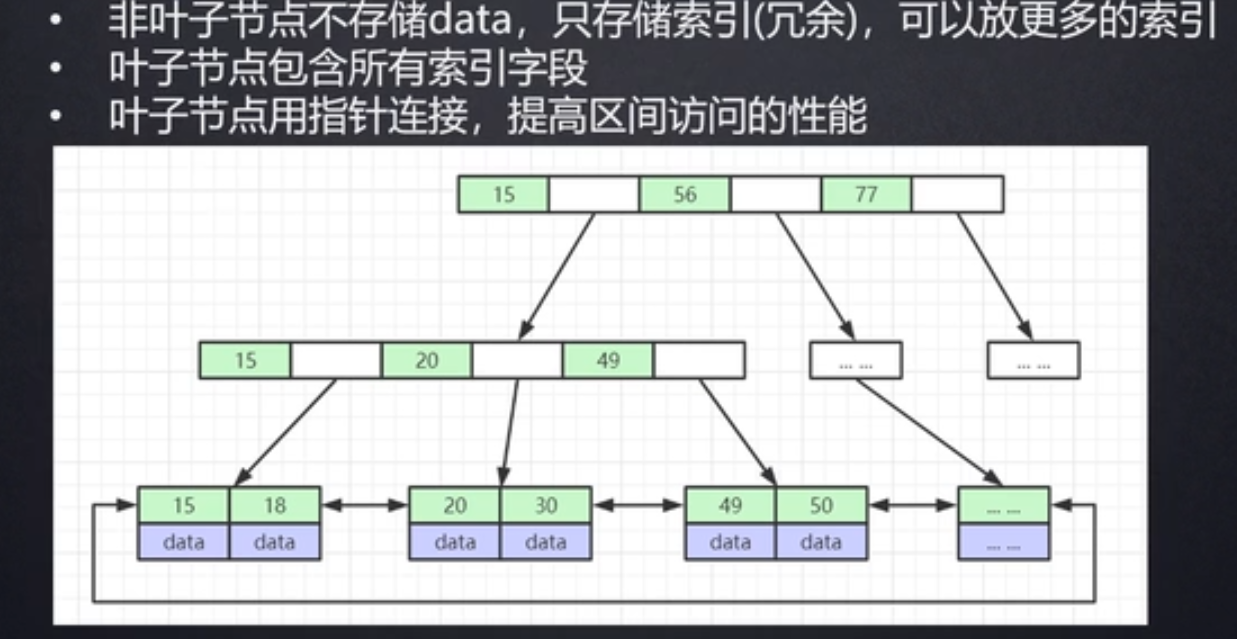 • 非叶子节点不存储data，只存储索引(冗余)，可以放更多的索引
• 叶子节点包含所有索引字段
• 叶子节点用指针连接，提高区间访问的性能
15 56 77
15 20 49 ... ... ... ...
15 18 20 30 49 50 ... ...
data data data data data data ... ...